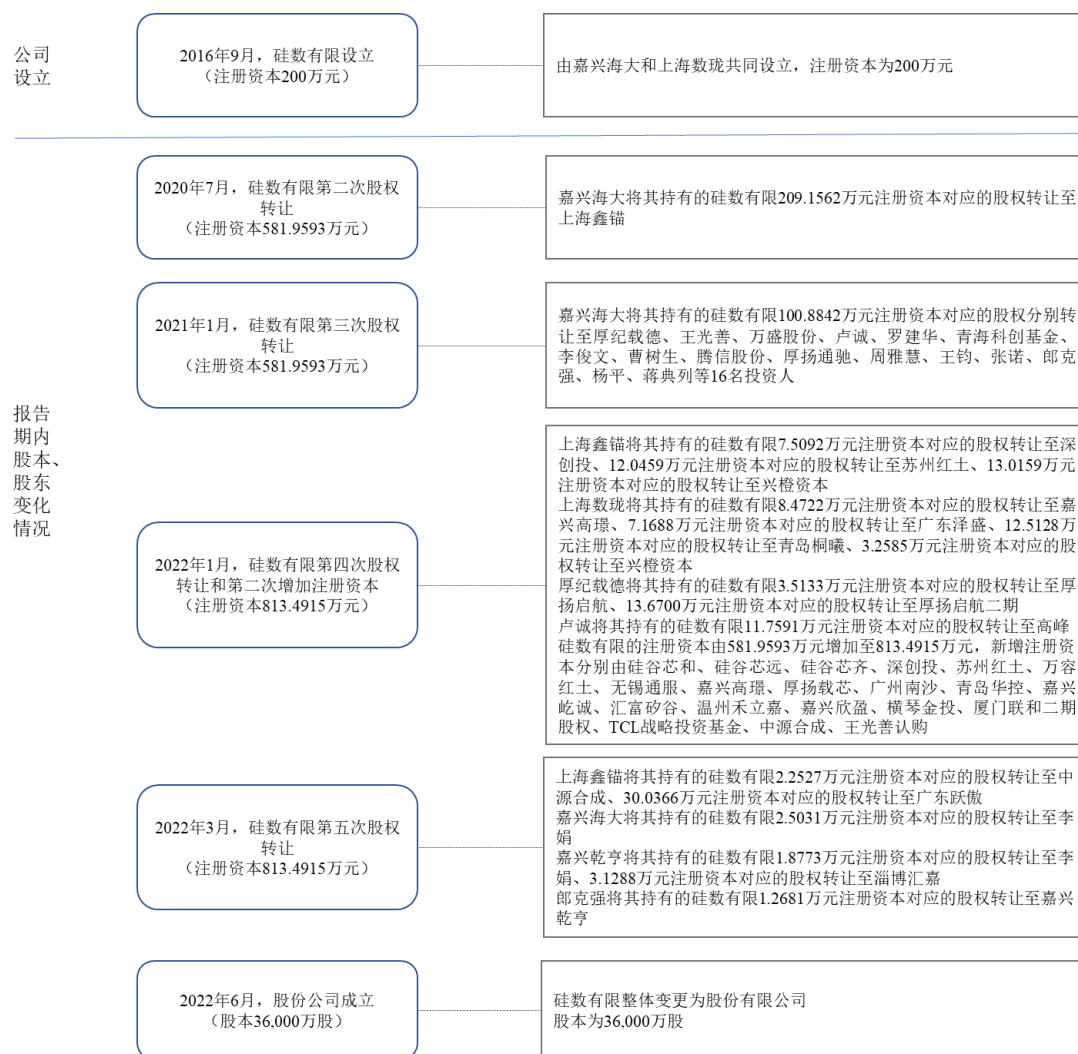 公司
设立
2016年9月，硅数有限设立
（注册资本200万元）
由嘉兴海大和上海数珑共同设立，注册资本为200万元
报告
期内
股本、
股东
变化
情况
2020年7月，硅数有限第二次股权
转让
（注册资本581.9593万元）
嘉兴海大将其持有的硅数有限209.1562万元注册资本对应的股权转让至
上海鑫锚
2021年1月，硅数有限第三次股权
转让
（注册资本581.9593万元）
嘉兴海大将其持有的硅数有限100.8842万元注册资本对应的股权分别转
让至厚纪载德、王光善、万盛股份、卢诚、罗建华、青海科创基金、
李俊文、曹树生、腾信股份、厚扬通驰、周雅慧、王钧、张诺、郎克
强、杨平、蒋典列等16名投资人
2022年1月，硅数有限第四次股权
转让和第二次增加注册资本
（注册资本813.4915万元）
上海鑫锚将其持有的硅数有限7.5092万元注册资本对应的股权转让至深
创投、12.0459万元注册资本对应的股权转让至苏州红土、13.0159万元
注册资本对应的股权转让至兴橙资本
上海数珑将其持有的硅数有限8.4722万元注册资本对应的股权转让至嘉
兴高璟、7.1688万元注册资本对应的股权转让至广东泽盛、12.5128万
元注册资本对应的股权转让至青岛桐曦、3.2585万元注册资本对应的股
权转让至兴橙资本
厚纪载德将其持有的硅数有限3.5133万元注册资本对应的股权转让至厚
扬启航、13.6700万元注册资本对应的股权转让至厚扬启航二期
卢诚将其持有的硅数有限11.7591万元注册资本对应的股权转让至高峰
硅数有限的注册资本由581.9593万元增加至813.4915万元，新增注册资
本分别由硅谷芯和、硅谷芯远、硅谷芯齐、深创投、苏州红土、万容
红土、无锡通服、嘉兴高璟、厚扬载芯、广州南沙、青岛华控、嘉兴
屹诚、汇富矽谷、温州禾立嘉、嘉兴欣盈、横琴金投、厦门联和二期
股权、TCL战略投资基金、中源合成、王光善认购
2022年3月，硅数有限第五次股权
转让
（注册资本813.4915万元）
上海鑫锚将其持有的硅数有限2.2527万元注册资本对应的股权转让至中
源合成、30.0366万元注册资本对应的股权转让至广东跃傲
嘉兴海大将其持有的硅数有限2.5031万元注册资本对应的股权转让至李
娟
嘉兴乾亨将其持有的硅数有限1.8773万元注册资本对应的股权转让至李
娟、3.1288万元注册资本对应的股权转让至淄博汇嘉
郎克强将其持有的硅数有限1.2681万元注册资本对应的股权转让至嘉兴
乾亨
2022年6月，股份公司成立
（股本36,000万股）
硅数有限整体变更为股份有限公司
股本为36,000万股